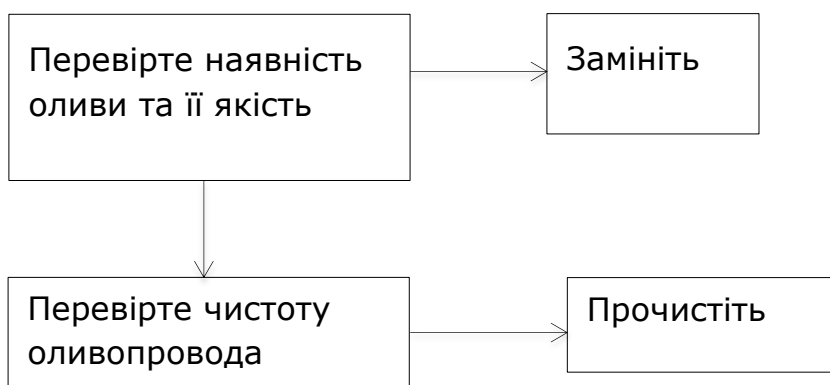 Перевірте наявність
оливи та її якість
Замініть
Перевірте чистоту
оливопровода
Прочистіть